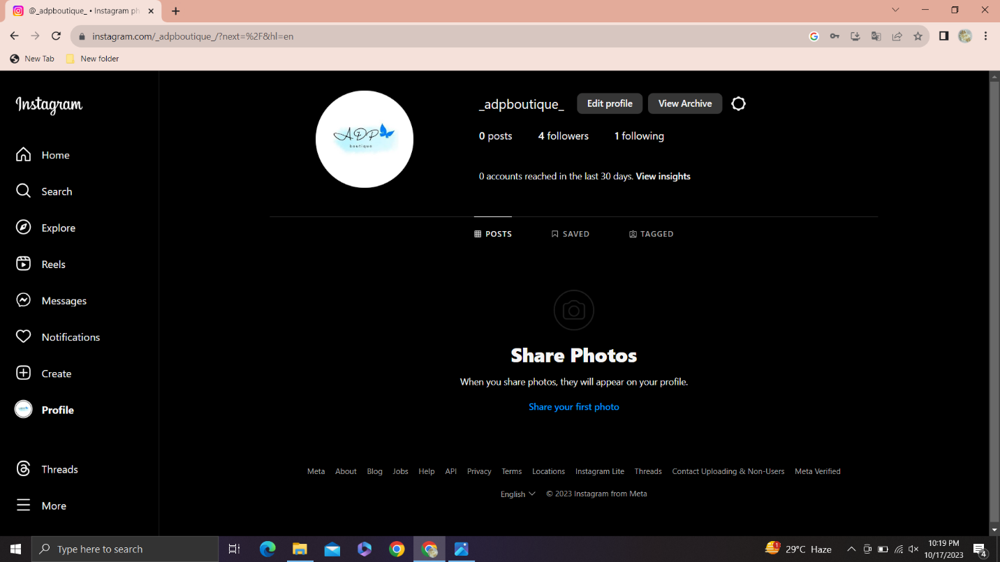 @_adpboutique_ • Instagram ph
instagram.com/_adpboutique_/?next=%2F&hl=en
New Tab New folder
Instagram
Home
Search
Explore
Reels
Messages
Notifications
Create
Profile
Threads
More
ADP
boutique
_adpboutique_ Edit profile View Archive
0 posts 4 followers 1 following
0 accounts reached in the last 30 days. View insights
POSTS SAVED TAGGED
Share Photos
When you share photos, they will appear on your profile.
Share your first photo
Meta About Blog Jobs Help API Privacy Terms Locations Instagram Lite Threads Contact Uploading & Non-Users Meta Verified
English © 2023 Instagram from Meta
Type here to search
1
29°C Haze
10:19 PM
10/17/2023
4